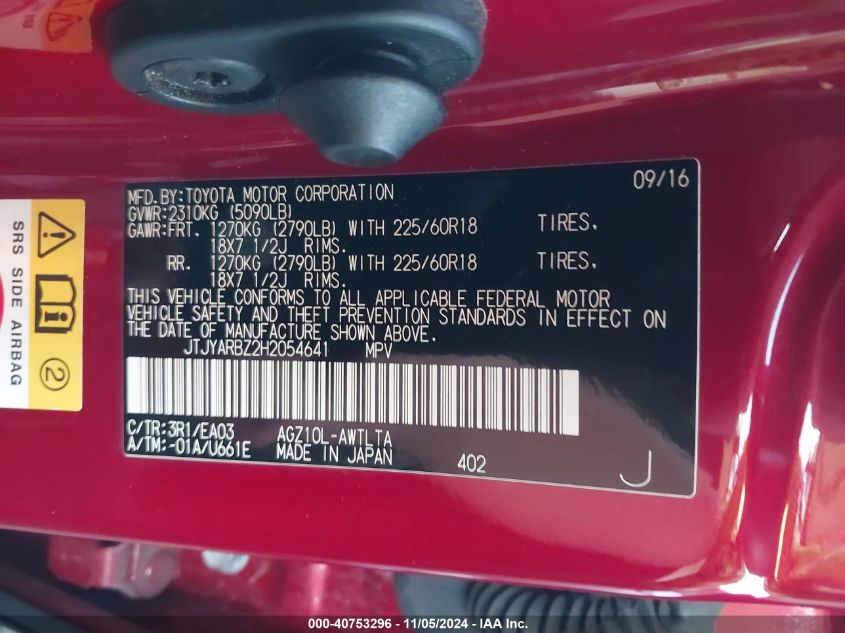 09/16
MFD.BY:TOYOTA MOTOR CORPORATION
GVWR:2310KG (5090LB)
GAWR:FRT. 1270KG (2790LB) WITH 225/60R18 TIRES.
18X7 1/2J RIMS.
RR. 1270KG (2790LB) WITH 225/60R18 TIRES.
18X7 1/2J RIMS.
THIS VEHICLE CONFORMS TO ALL APPLICABLE FEDERAL MOTOR
VEHICLE SAFETY AND THEFT PREVENTION STANDARDS IN EFFECT ON
THE DATE OF MANUFACTURE SHOWN ABOVE.
JTJYARBZ2H2054641 MPV
C/TR:3R1/EA03 AGZ10L-AWTLTA
A/TM:-01A/U661E MADE IN JAPAN 402 J
SRS SIDE AIRBAG
2
000-40753296 - 11/05/2024 - IAA Inc.